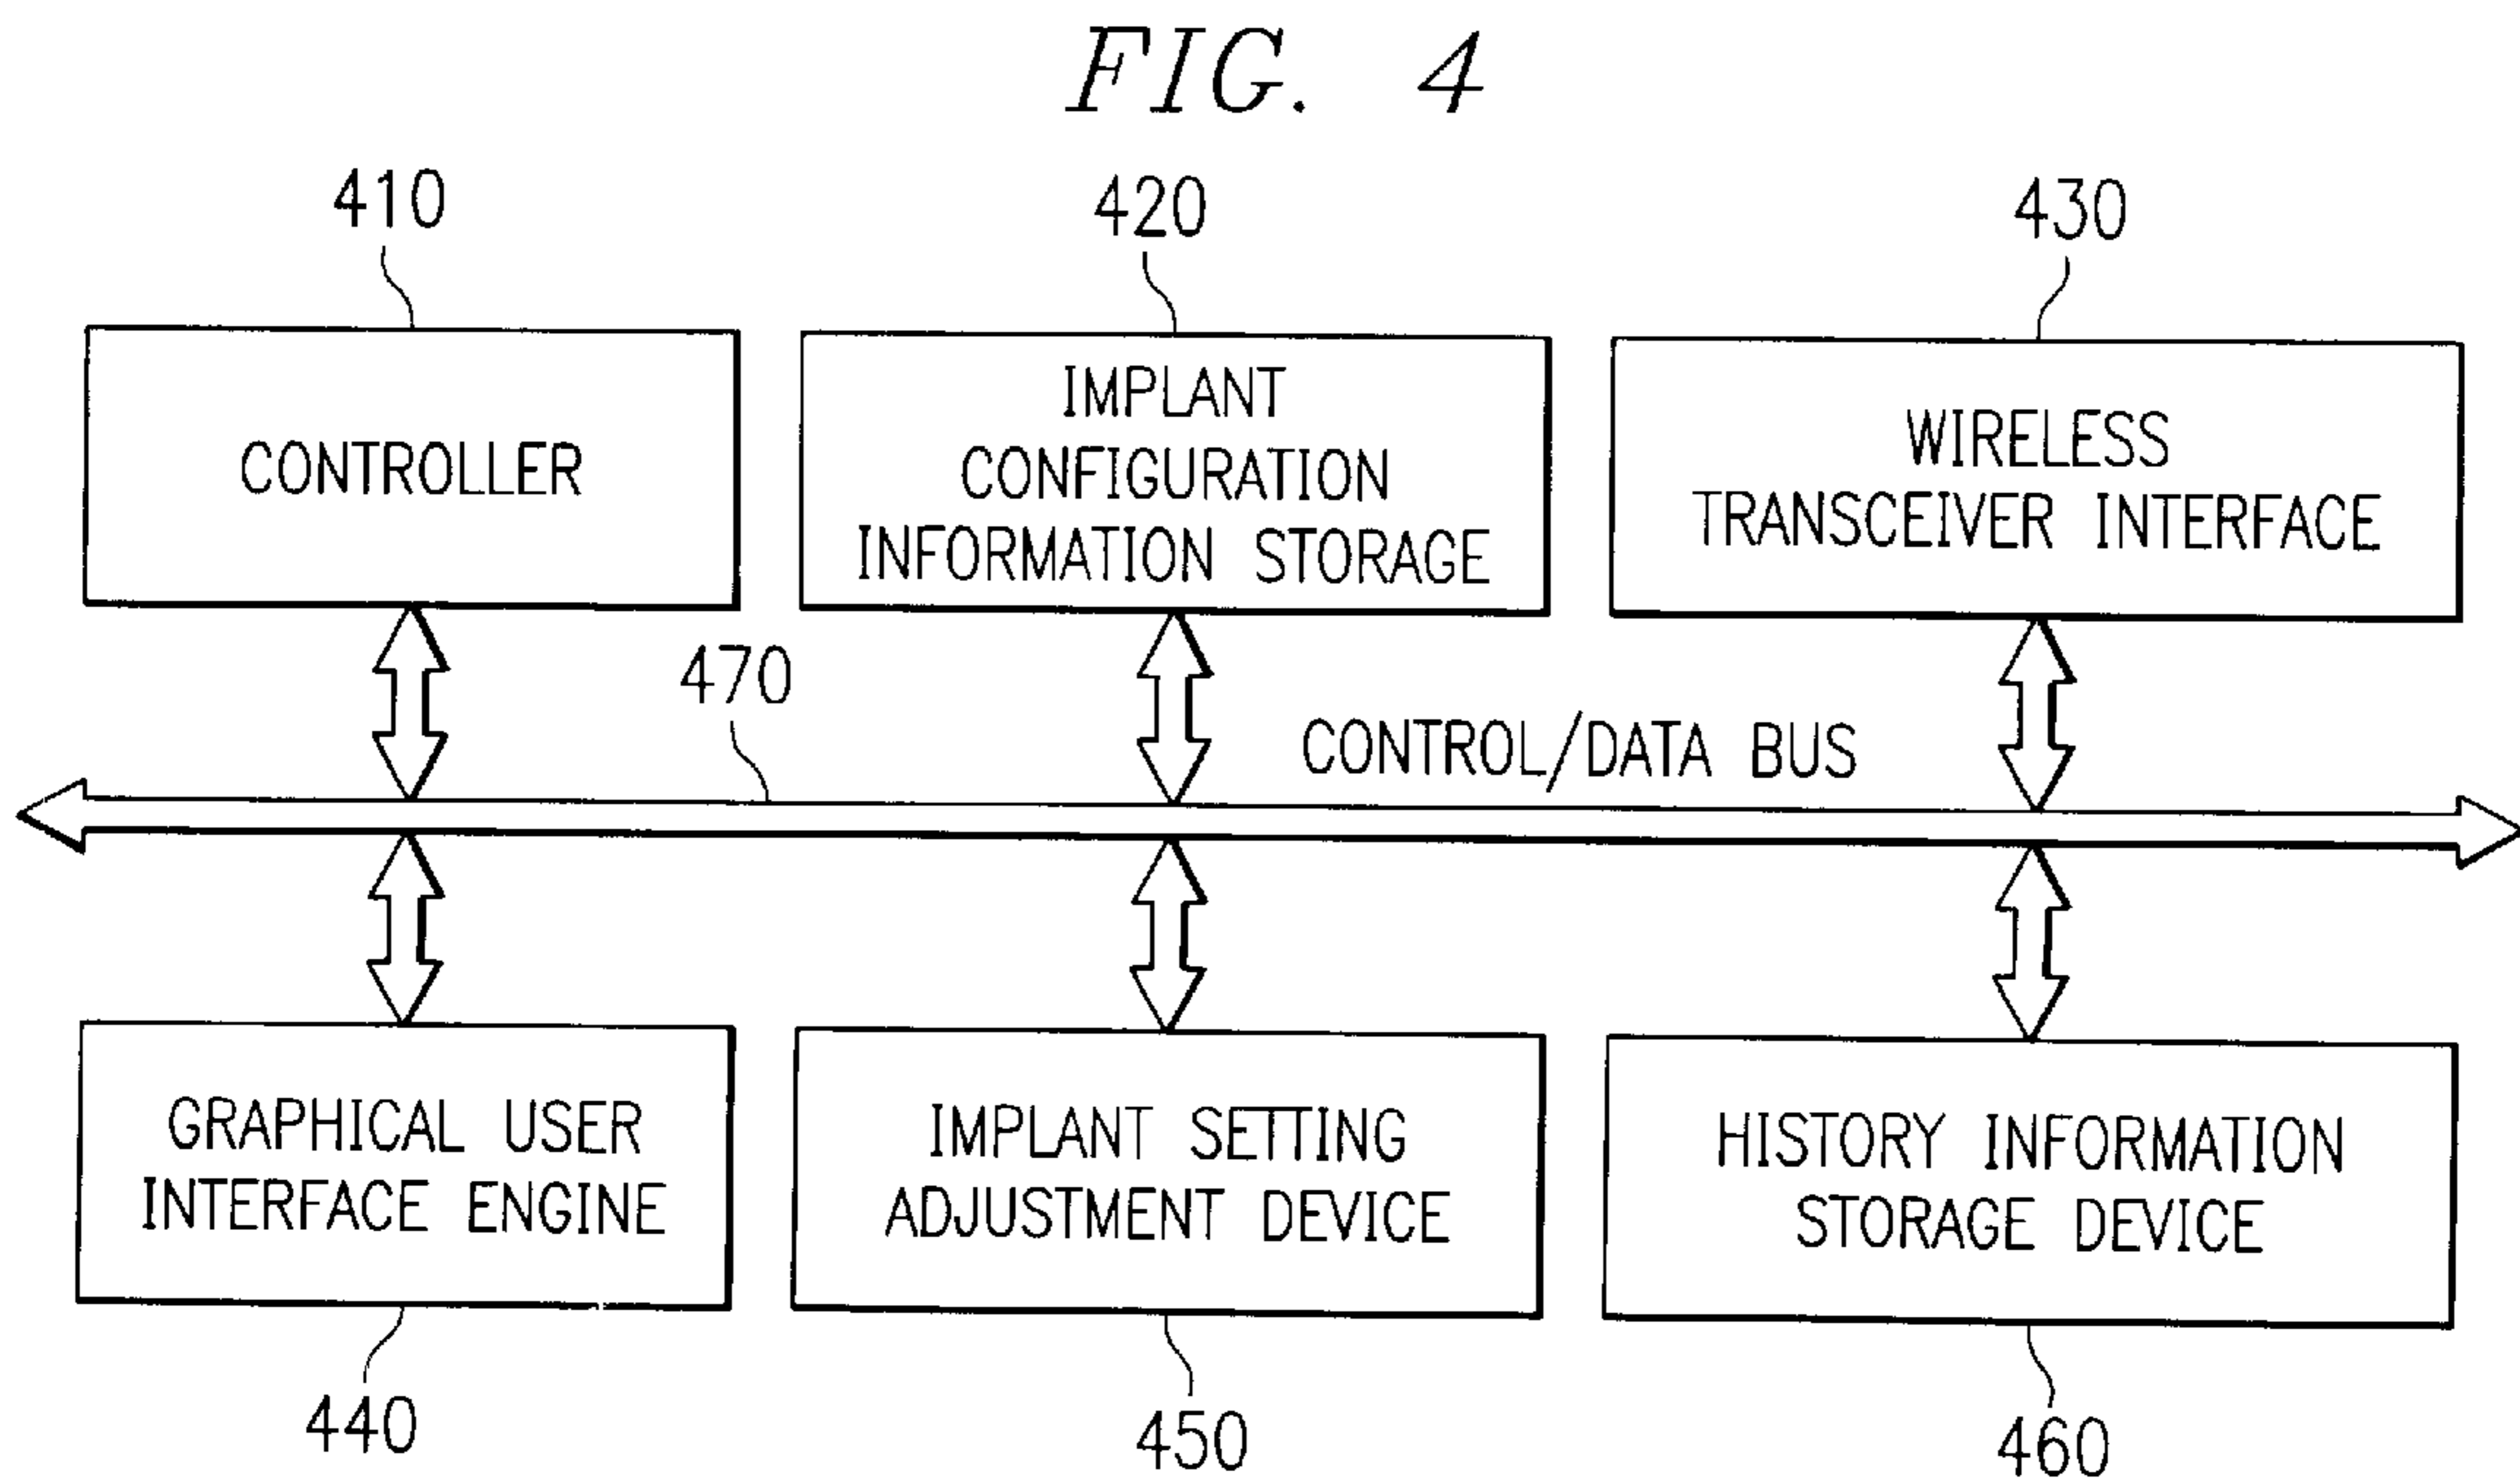 FIG. 4
410
420
430
CONTROLLER
IMPLANT
CONFIGURATION
INFORMATION STORAGE
WIRELESS
TRANSCEIVER INTERFACE
470
CONTROL/DATA BUS
GRAPHICAL USER
INTERFACE ENGINE
IMPLANT SETTING
ADJUSTMENT DEVICE
HISTORY INFORMATION
STORAGE DEVICE
440
450
460